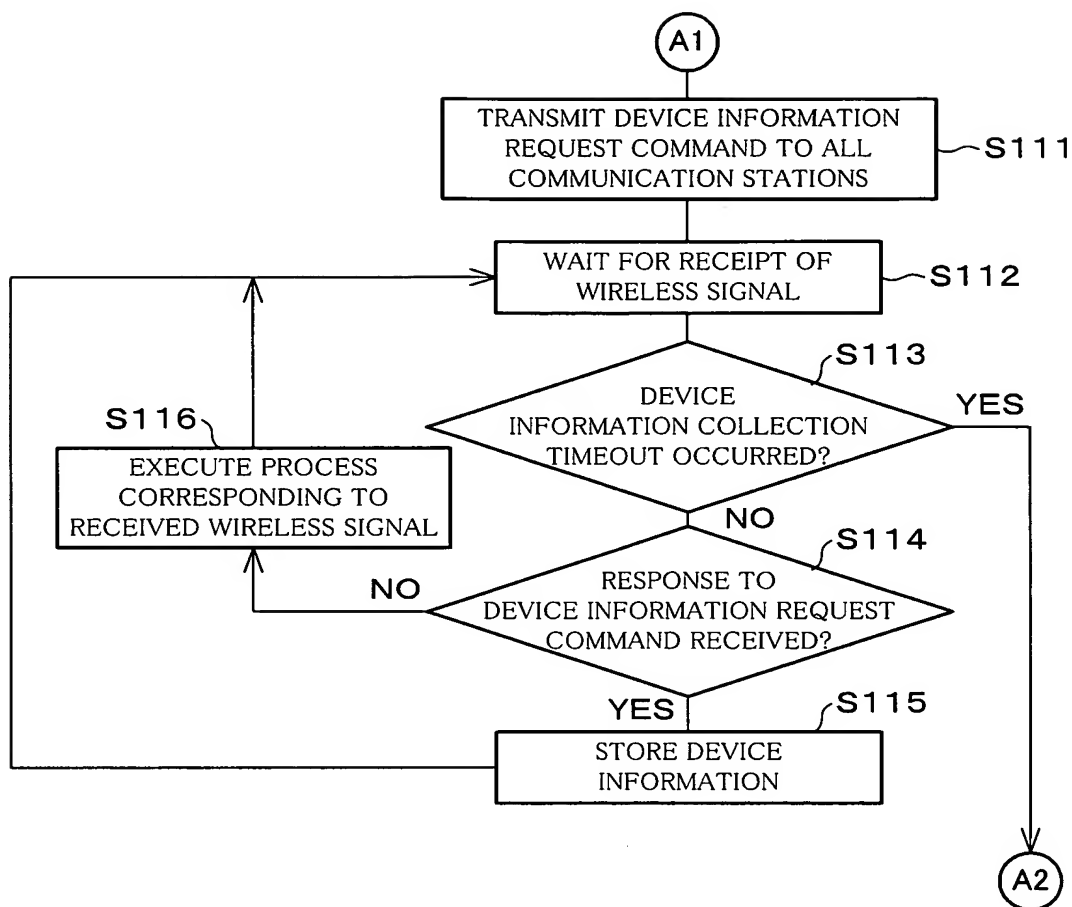 A1
TRANSMIT DEVICE INFORMATION
REQUEST COMMAND TO ALL
COMMUNICATION STATIONS
S111
WAIT FOR RECEIPT OF
WIRELESS SIGNAL
S112
S113
DEVICE
INFORMATION COLLECTION
TIMEOUT OCCURRED?
YES
S116
EXECUTE PROCESS
CORRESPONDING TO
RECEIVED WIRELESS SIGNAL
NO
S114
RESPONSE TO
DEVICE INFORMATION REQUEST
COMMAND RECEIVED?
NO
YES
S115
STORE DEVICE
INFORMATION
A2